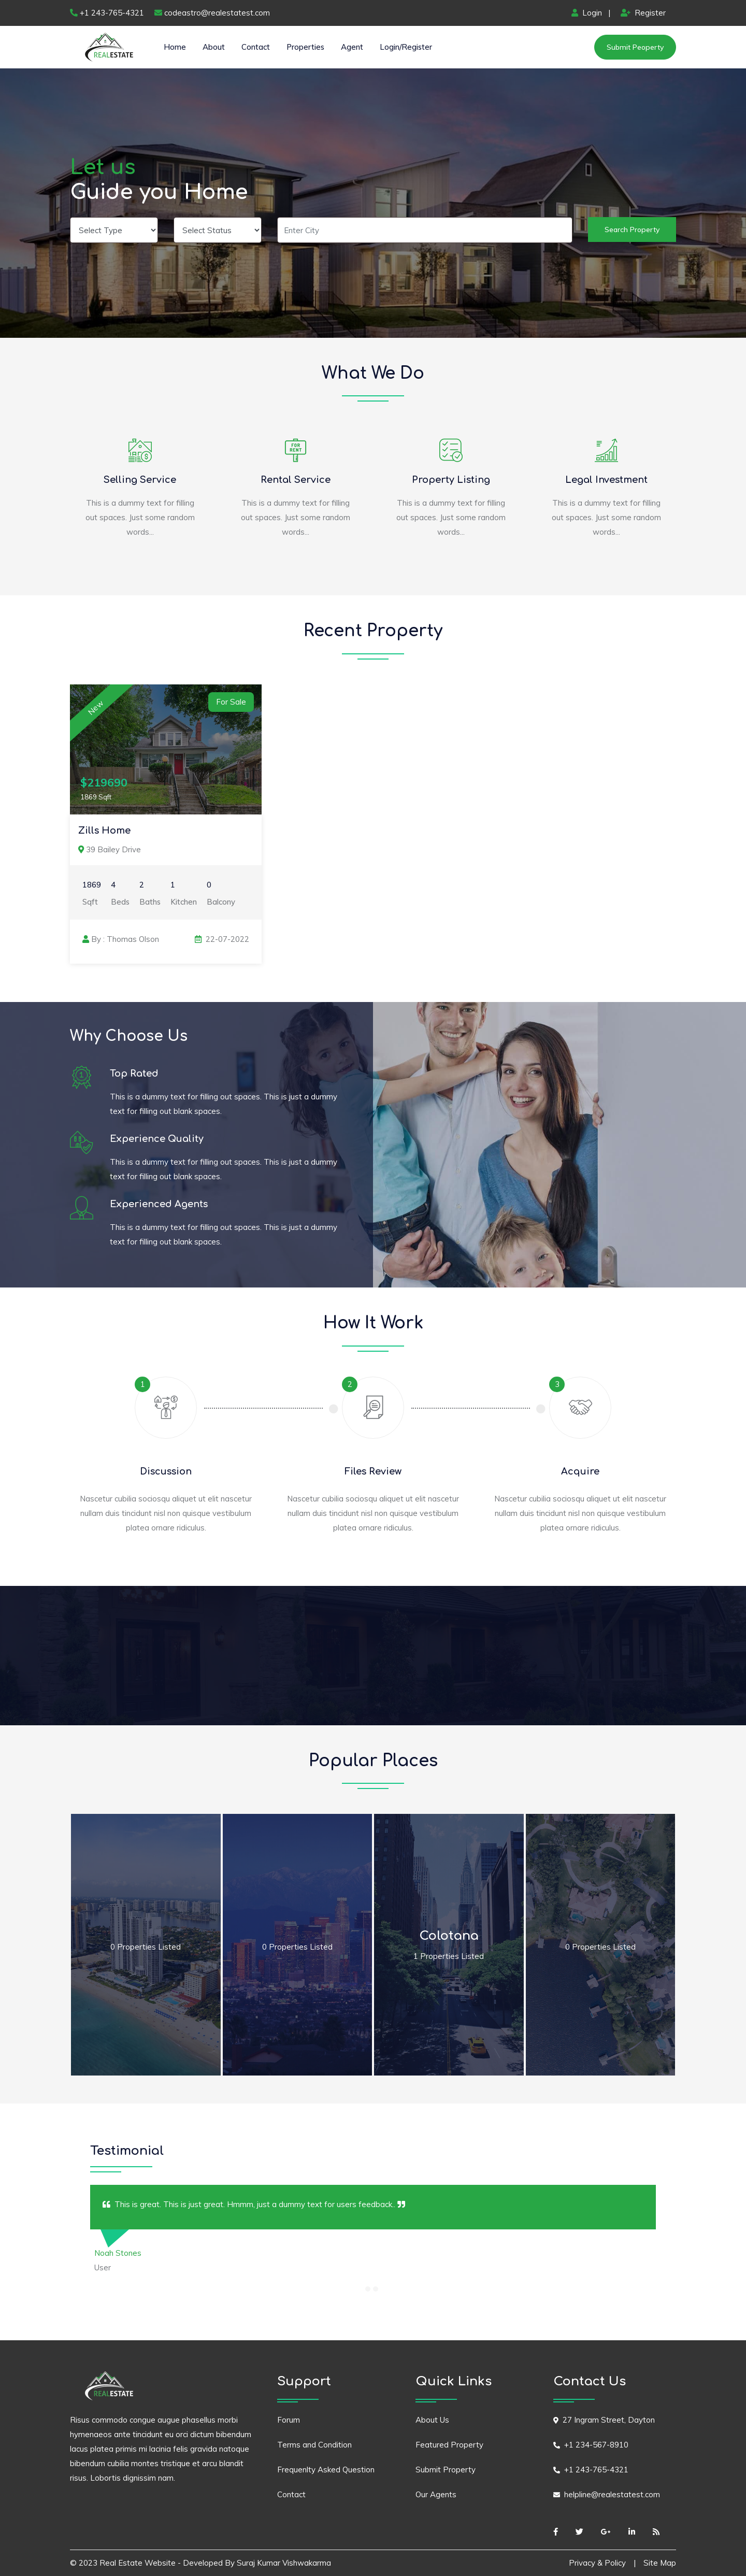 +1 243-765-4321 codeastro@realestatetest.com Login | Register
REALESTATE Home About Contact Properties Agent Login/Register Submit Peoperty
Let us
Guide you Home
Select Type Select Status Enter City Search Property
What We Do
Selling Service
This is a dummy text for filling
out spaces. Just some random
words...
Rental Service
This is a dummy text for filling
out spaces. Just some random
words...
Property Listing
This is a dummy text for filling
out spaces. Just some random
words...
Legal Investment
This is a dummy text for filling
out spaces. Just some random
words...
Recent Property
New
For Sale
$219690
1869 Sqft
Zills Home
39 Bailey Drive
1869 4 2 1 0
Sqft Beds Baths Kitchen Balcony
By : Thomas Olson 22-07-2022
Why Choose Us
Top Rated
This is a dummy text for filling out spaces. This is just a dummy
text for filling out blank spaces.
Experience Quality
This is a dummy text for filling out spaces. This is just a dummy
text for filling out blank spaces.
Experienced Agents
This is a dummy text for filling out spaces. This is just a dummy
text for filling out blank spaces.
How It Work
1
Discussion
Nascetur cubilia sociosqu aliquet ut elit nascetur
nullam duis tincidunt nisl non quisque vestibulum
platea ornare ridiculus.
2
Files Review
Nascetur cubilia sociosqu aliquet ut elit nascetur
nullam duis tincidunt nisl non quisque vestibulum
platea ornare ridiculus.
3
Acquire
Nascetur cubilia sociosqu aliquet ut elit nascetur
nullam duis tincidunt nisl non quisque vestibulum
platea ornare ridiculus.
Popular Places
0 Properties Listed
0 Properties Listed
Colotana
1 Properties Listed
0 Properties Listed
Testimonial
“ This is great. This is just great. Hmmm, just a dummy text for users feedback. ”
Noah Stones
User
REALESTATE
Risus commodo congue augue phasellus morbi
hymenaeos ante tincidunt eu orci dictum bibendum
lacus platea primis mi lacinia felis gravida natoque
bibendum cubilia montes tristique et arcu blandit
risus. Lobortis dignissim nam.
Support
Forum
Terms and Condition
Frequenlty Asked Question
Contact
Quick Links
About Us
Featured Property
Submit Property
Our Agents
Contact Us
27 Ingram Street, Dayton
+1 234-567-8910
+1 243-765-4321
helpline@realestatetest.com
© 2023 Real Estate Website - Developed By Suraj Kumar Vishwakarma Privacy & Policy | Site Map